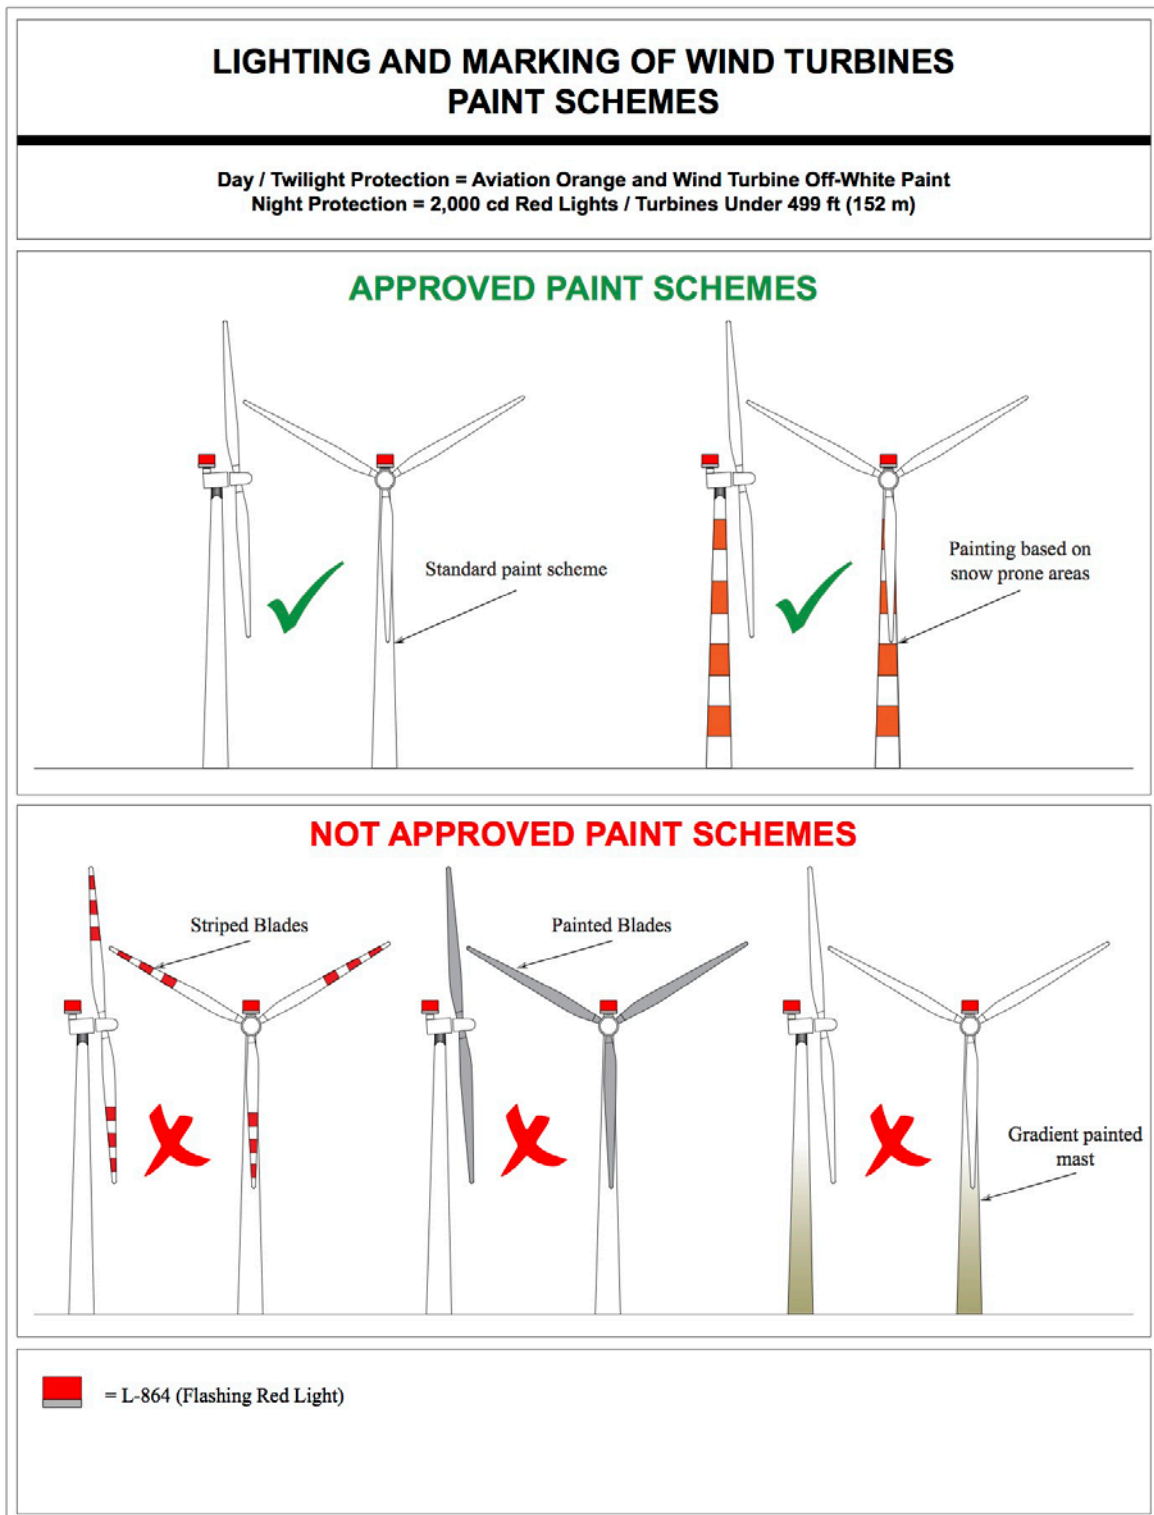 LIGHTING AND MARKING OF WIND TURBINES
PAINT SCHEMES
Day / Twilight Protection = Aviation Orange and Wind Turbine Off-White Paint
Night Protection = 2,000 cd Red Lights / Turbines Under 499 ft (152 m)
APPROVED PAINT SCHEMES
Standard paint scheme
Painting based on
snow prone areas
NOT APPROVED PAINT SCHEMES
Striped Blades
Painted Blades
Gradient painted
mast
= L-864 (Flashing Red Light)